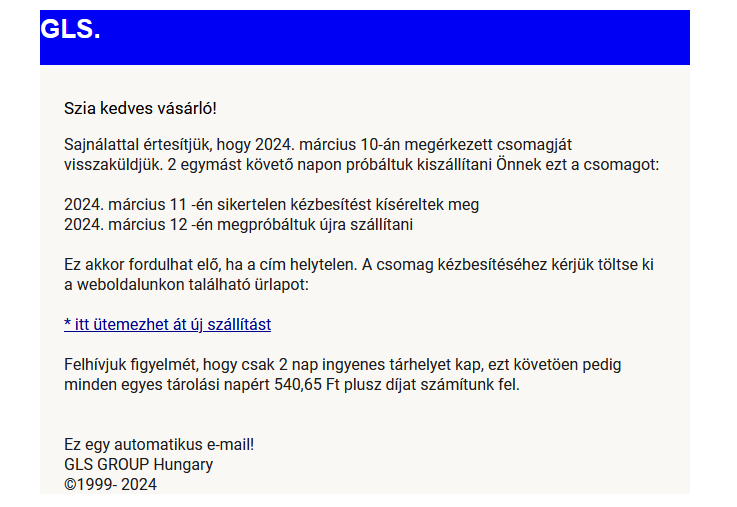 GLS.
Szia kedves vásárló!
Sajnálattal értesítjük, hogy 2024. március 10-án megérkezett csomagját
visszaküldjük. 2 egymást követő napon próbáltuk kiszállítani Önnek ezt a csomagot:
2024. március 11 -én sikertelen kézbesítést kíséreltek meg
2024. március 12 -én megpróbáltuk újra szállítani
Ez akkor fordulhat elő, ha a cím helytelen. A csomag kézbesítéséhez kérjük töltse ki
a weboldalunkon található ürlapot:
* itt ütemezhet át új szállítást
Felhívjuk figyelmét, hogy csak 2 nap ingyenes tárhelyet kap, ezt követöen pedig
minden egyes tárolási napért 540,65 Ft plusz díjat számítunk fel.
Ez egy automatikus e-mail!
GLS GROUP Hungary
©1999- 2024